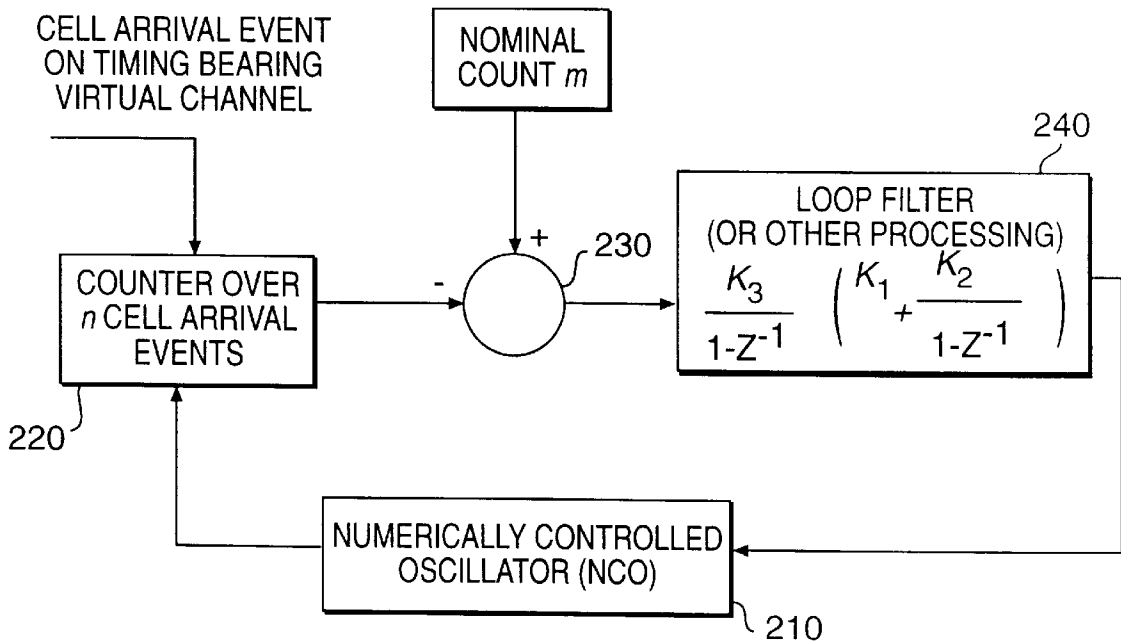 CELL ARRIVAL EVENT
ON TIMING BEARING
VIRTUAL CHANNEL
NOMINAL
COUNT m
240
LOOP FILTER
(OR OTHER PROCESSING)
K3/(1-Z^-1) (K1 + K2/(1-Z^-1))
+
230
-
COUNTER OVER
n CELL ARRIVAL
EVENTS
220
NUMERICALLY CONTROLLED
OSCILLATOR (NCO)
210